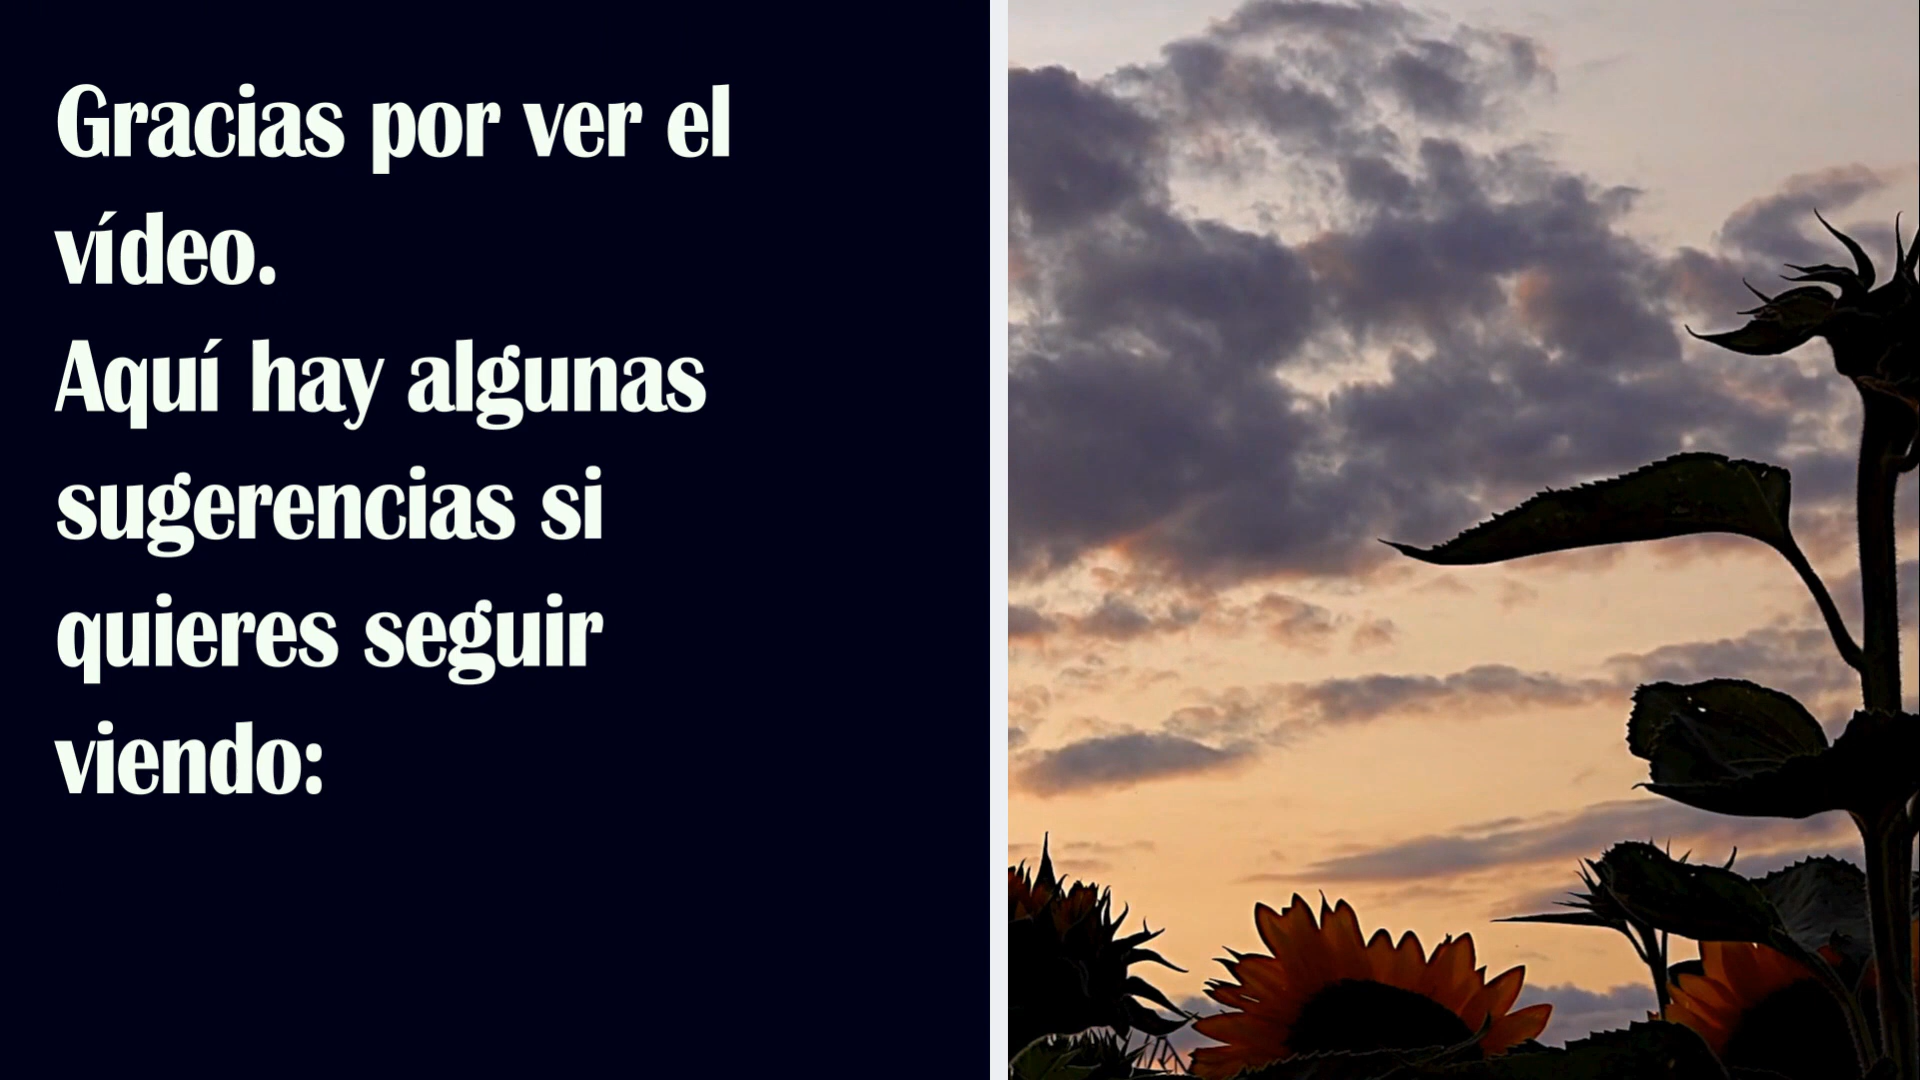 Gracias por ver el
vídeo.
Aquí hay algunas
sugerencias si
quieres seguir
viendo: